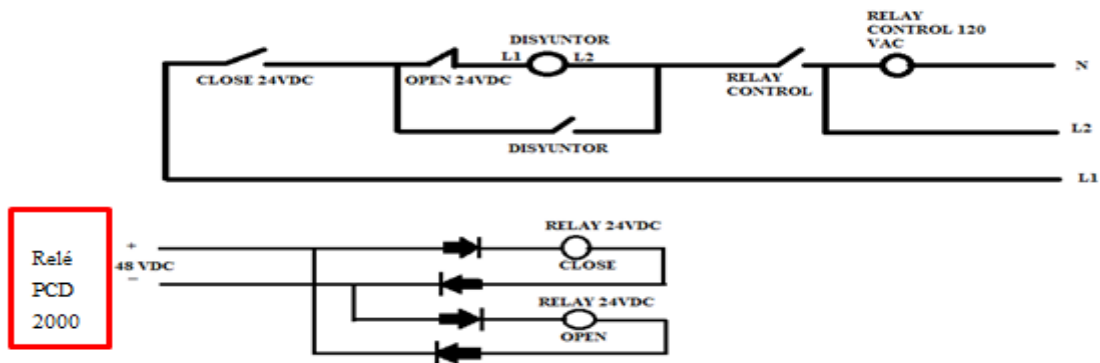 RELAY
CONTROL 120
VAC
DISYUNTOR
L1
L2
N
CLOSE 24VDC
OPEN 24VDC
RELAY
CONTROL
L2
DISYUNTOR
L1
Relé
PCD
2000
+
48 VDC
–
RELAY 24VDC
CLOSE
RELAY 24VDC
OPEN